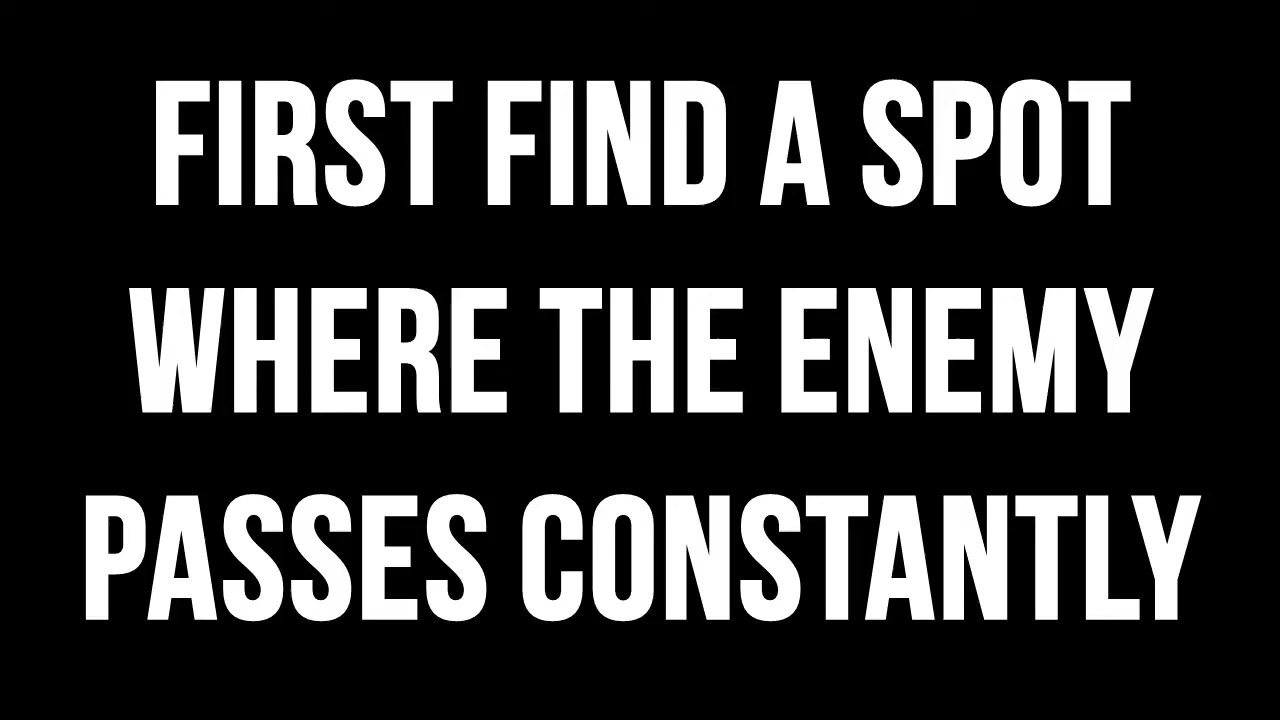 FIRST FIND A SPOT
WHERE THE ENEMY
PASSES CONSTANTLY